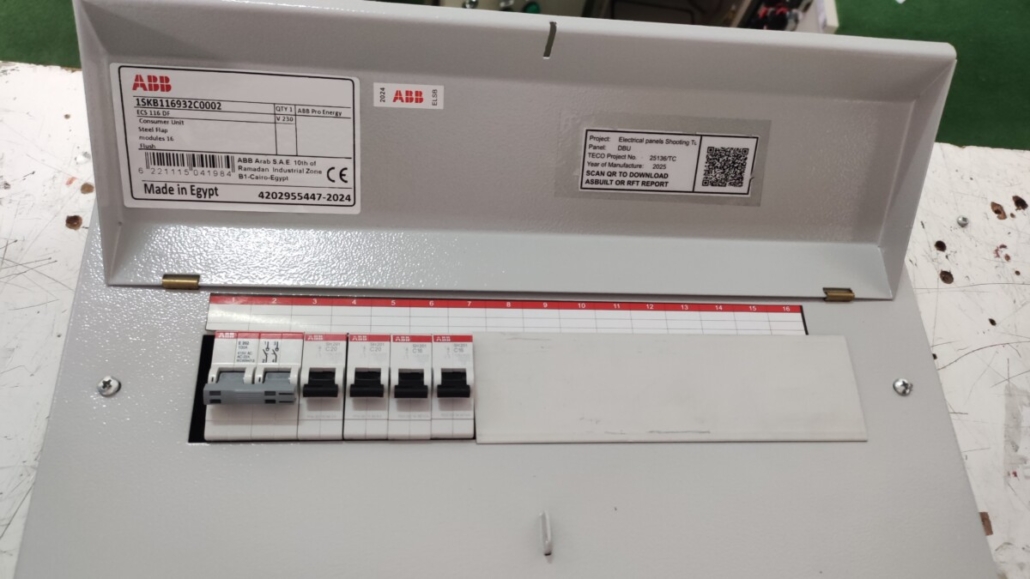 ABB
1SKB116932C0002
ECS 116 DF
QTY 1
ABB Pro Energy
Consumer Unit
V 250
Steel Flap
modules 16
Flush
6 221115 041984
ABB Arab S.A.E. 10th of
Ramadan Industrial Zone
B1-Cairo-Egypt
CE
Made in Egypt
4202955447-2024
2024 ABB ELSB
Project: Electrical panels Shooting
Panel: DBU
TECO Project No. 25136/TC
Year of Manufacture: 2025
SCAN QR TO DOWNLOAD
ASBUILT OR RFT REPORT
1 2 3 4 5 6 7 8 9 10 11 12 13 14 15 16
ABB ABB ABB ABB ABB